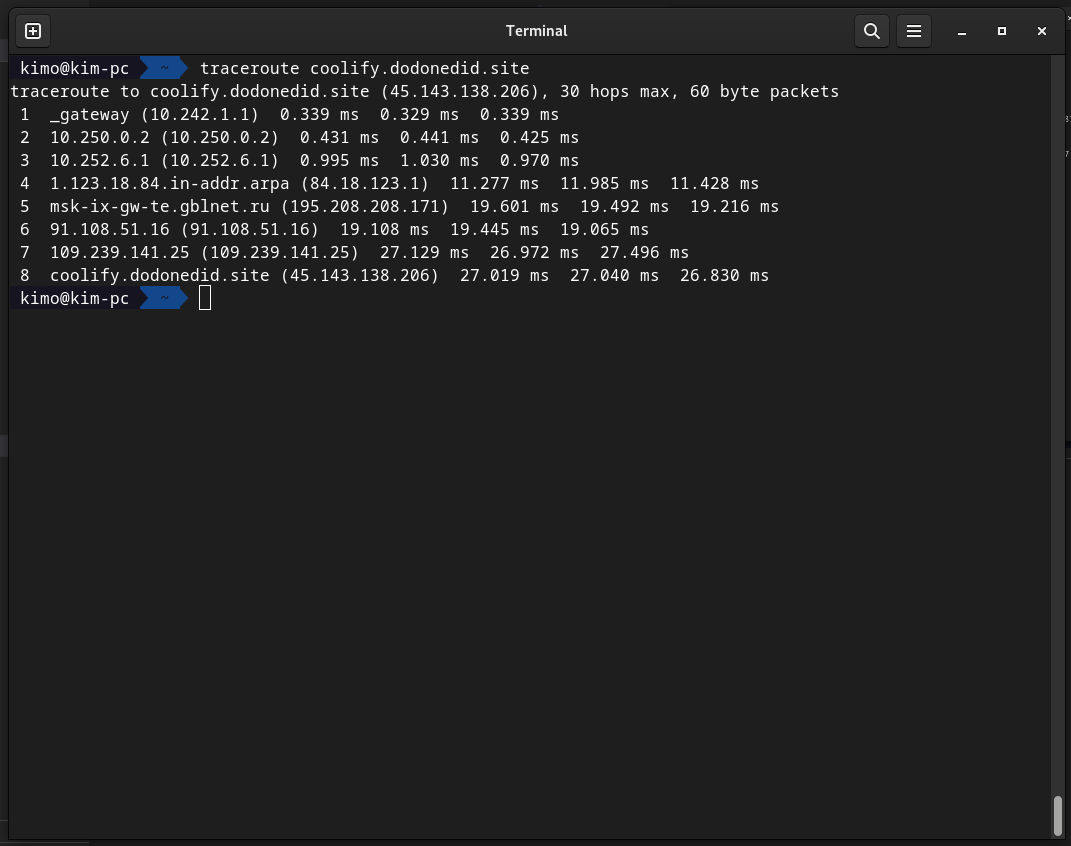 Terminal
kimo@kim-pc ~ traceroute coolify.dodonedid.site
traceroute to coolify.dodonedid.site (45.143.138.206), 30 hops max, 60 byte packets
1 _gateway (10.242.1.1) 0.339 ms 0.329 ms 0.339 ms
2 10.250.0.2 (10.250.0.2) 0.431 ms 0.441 ms 0.425 ms
3 10.252.6.1 (10.252.6.1) 0.995 ms 1.030 ms 0.970 ms
4 1.123.18.84.in-addr.arpa (84.18.123.1) 11.277 ms 11.985 ms 11.428 ms
5 msk-ix-gw-te.gblnet.ru (195.208.208.171) 19.601 ms 19.492 ms 19.216 ms
6 91.108.51.16 (91.108.51.16) 19.108 ms 19.445 ms 19.065 ms
7 109.239.141.25 (109.239.141.25) 27.129 ms 26.972 ms 27.496 ms
8 coolify.dodonedid.site (45.143.138.206) 27.019 ms 27.040 ms 26.830 ms
kimo@kim-pc ~